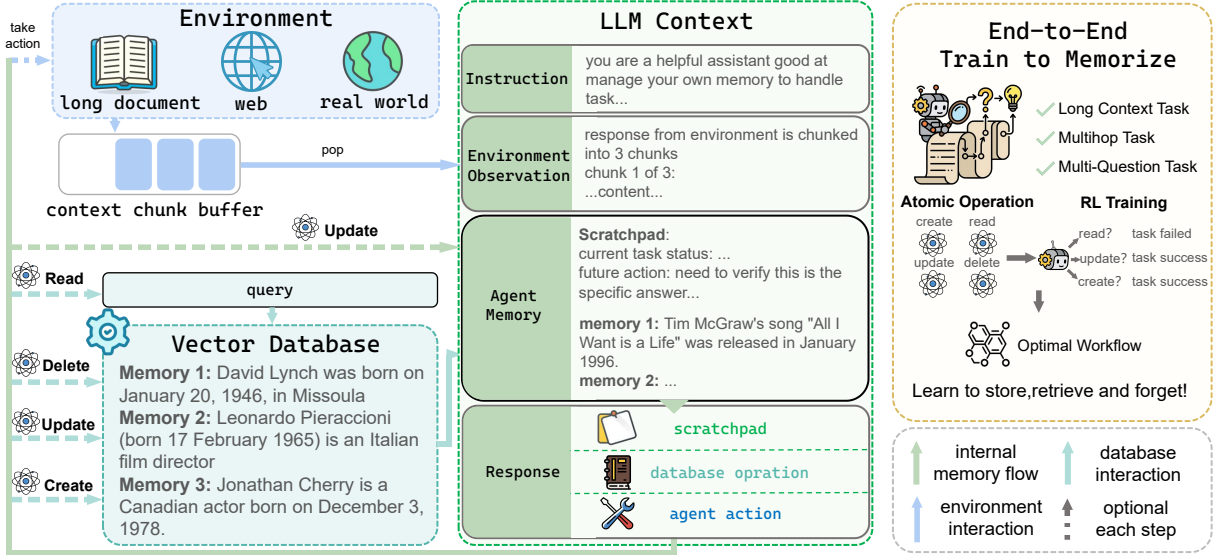 take
action
Environment
long document
web
real world
pop
context chunk buffer
Update
Read
query
Vector Database
Delete
Update
Create
Memory 1: David Lynch was born on
January 20, 1946, in Missoula
Memory 2: Leonardo Pieraccioni
(born 17 February 1965) is an Italian
film director
Memory 3: Jonathan Cherry is a
Canadian actor born on December 3,
1978.
LLM Context
Instruction
you are a helpful assistant good at
manage your own memory to handle
task...
Environment
Observation
response from environment is chunked
into 3 chunks
chunk 1 of 3:
...content...
Agent
Memory
Scratchpad:
current task status: ...
future action: need to verify this is the
specific answer...
memory 1: Tim McGraw's song "All I
Want is a Life" was released in January
1996.
memory 2: ...
Response
scratchpad
database opration
agent action
End-to-End
Train to Memorize
Long Context Task
Multihop Task
Multi-Question Task
Atomic Operation
create
read
update
delete
RL Training
read?
task failed
update?
task success
create?
task success
Optimal Workflow
Learn to store,retrieve and forget!
internal
memory flow
database
interaction
environment
interaction
optional
each step